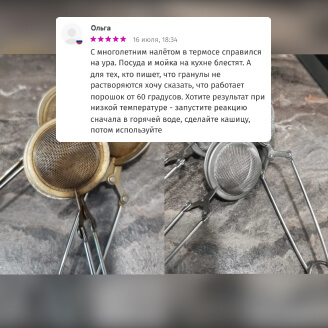 Ольга
16 июля, 18:34
С многолетним налётом в термосе справился
на ура. Посуда и мойка на кухне блестят. А
для тех, кто пишет, что гранулы не
растворяются хочу сказать, что работает
порошок от 60 градусов. Хотите результат при
низкой температуре - запустите реакцию
сначала в горячей воде, сделайте кашицу,
потом используйте